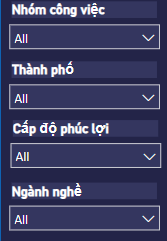 Nhóm công việc
All
Thành phố
All
Cấp độ phúc lợi
All
Ngành nghề
All